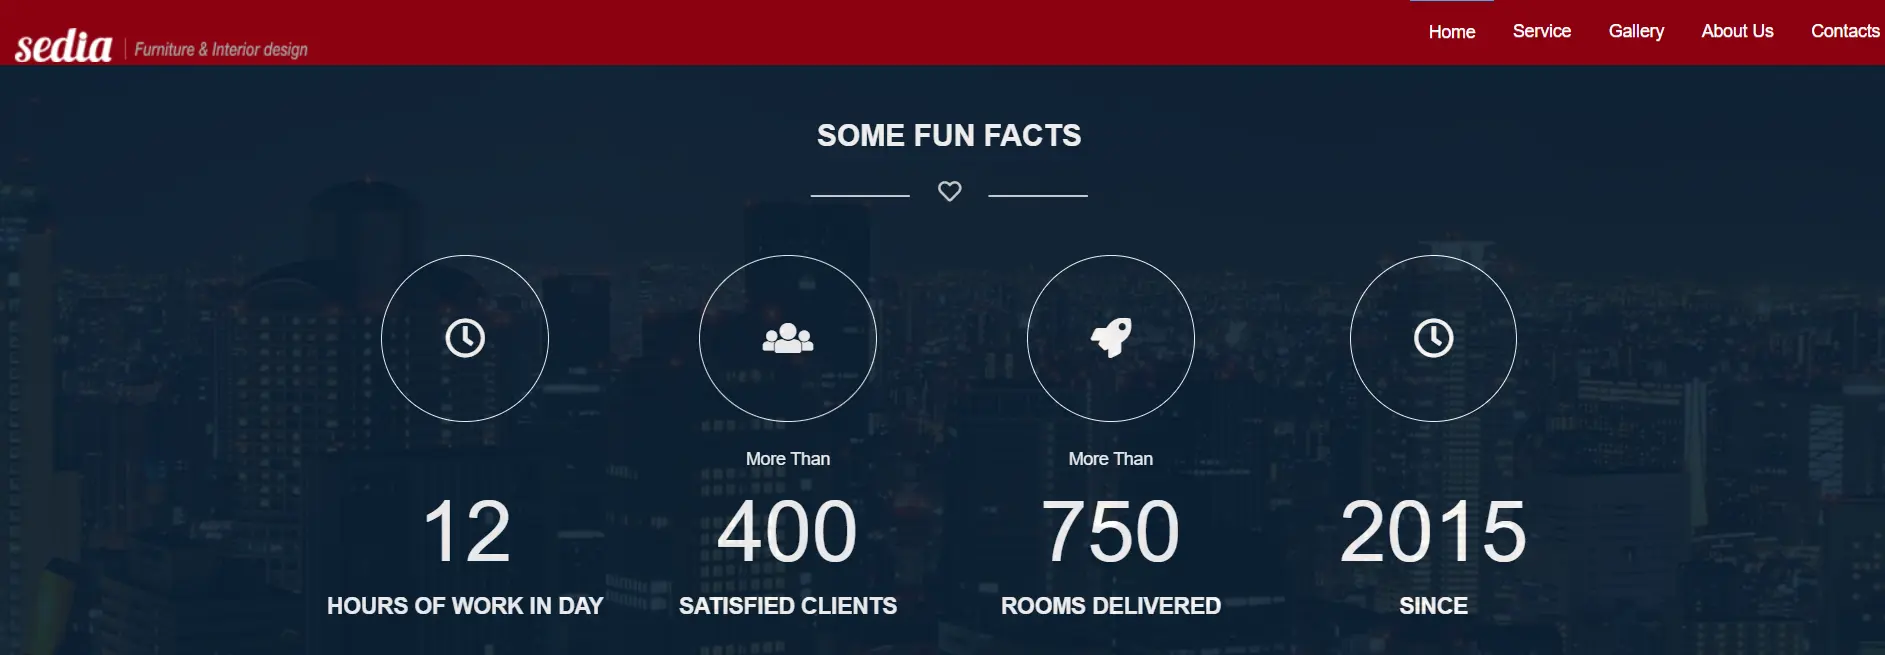 sedia | Furniture & Interior design
Home Service Gallery About Us Contacts
SOME FUN FACTS
More Than More Than
12 400 750 2015
HOURS OF WORK IN DAY SATISFIED CLIENTS ROOMS DELIVERED SINCE